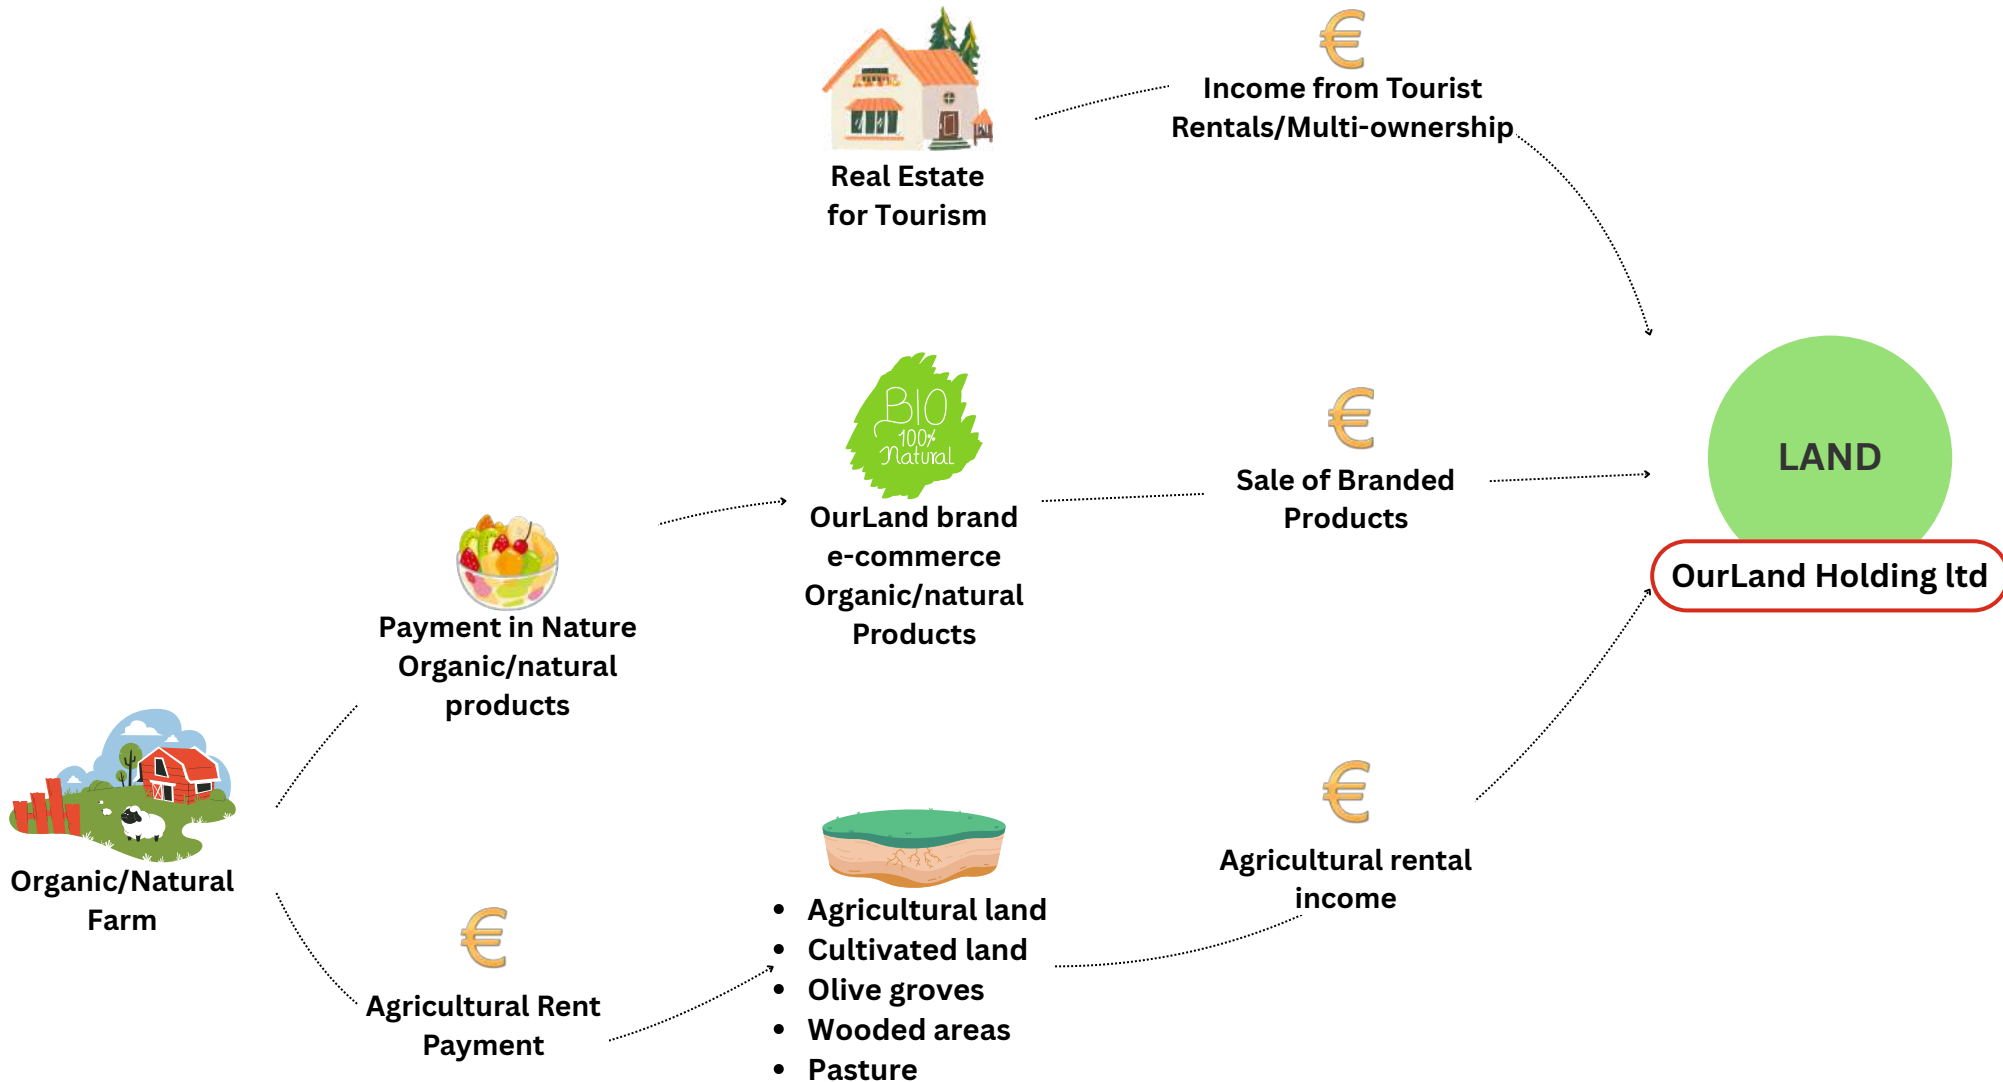 €
Income from Tourist
Rentals/Multi-ownership
Real Estate
for Tourism
BIO
100%
Natural
OurLand brand
e-commerce
Organic/natural
Products
€
Sale of Branded
Products
LAND
OurLand Holding ltd
Payment in Nature
Organic/natural
products
Organic/Natural
Farm
€
Agricultural Rent
Payment
• Agricultural land
• Cultivated land
• Olive groves
• Wooded areas
• Pasture
€
Agricultural rental
income